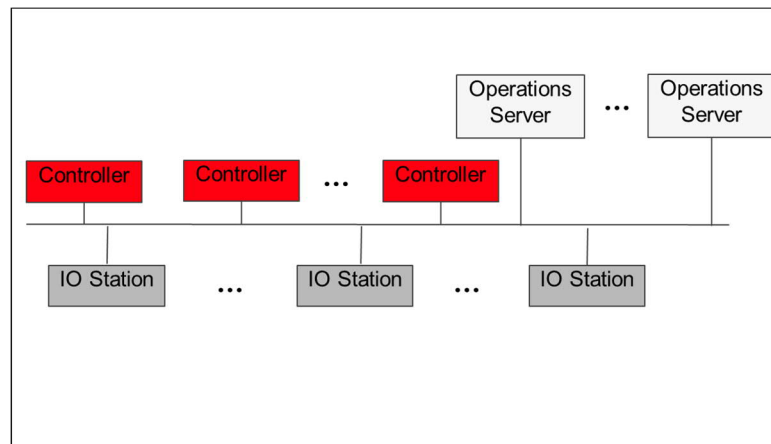 Operations
Server
...
Operations
Server
Controller
Controller
...
Controller
IO Station
...
IO Station
...
IO Station